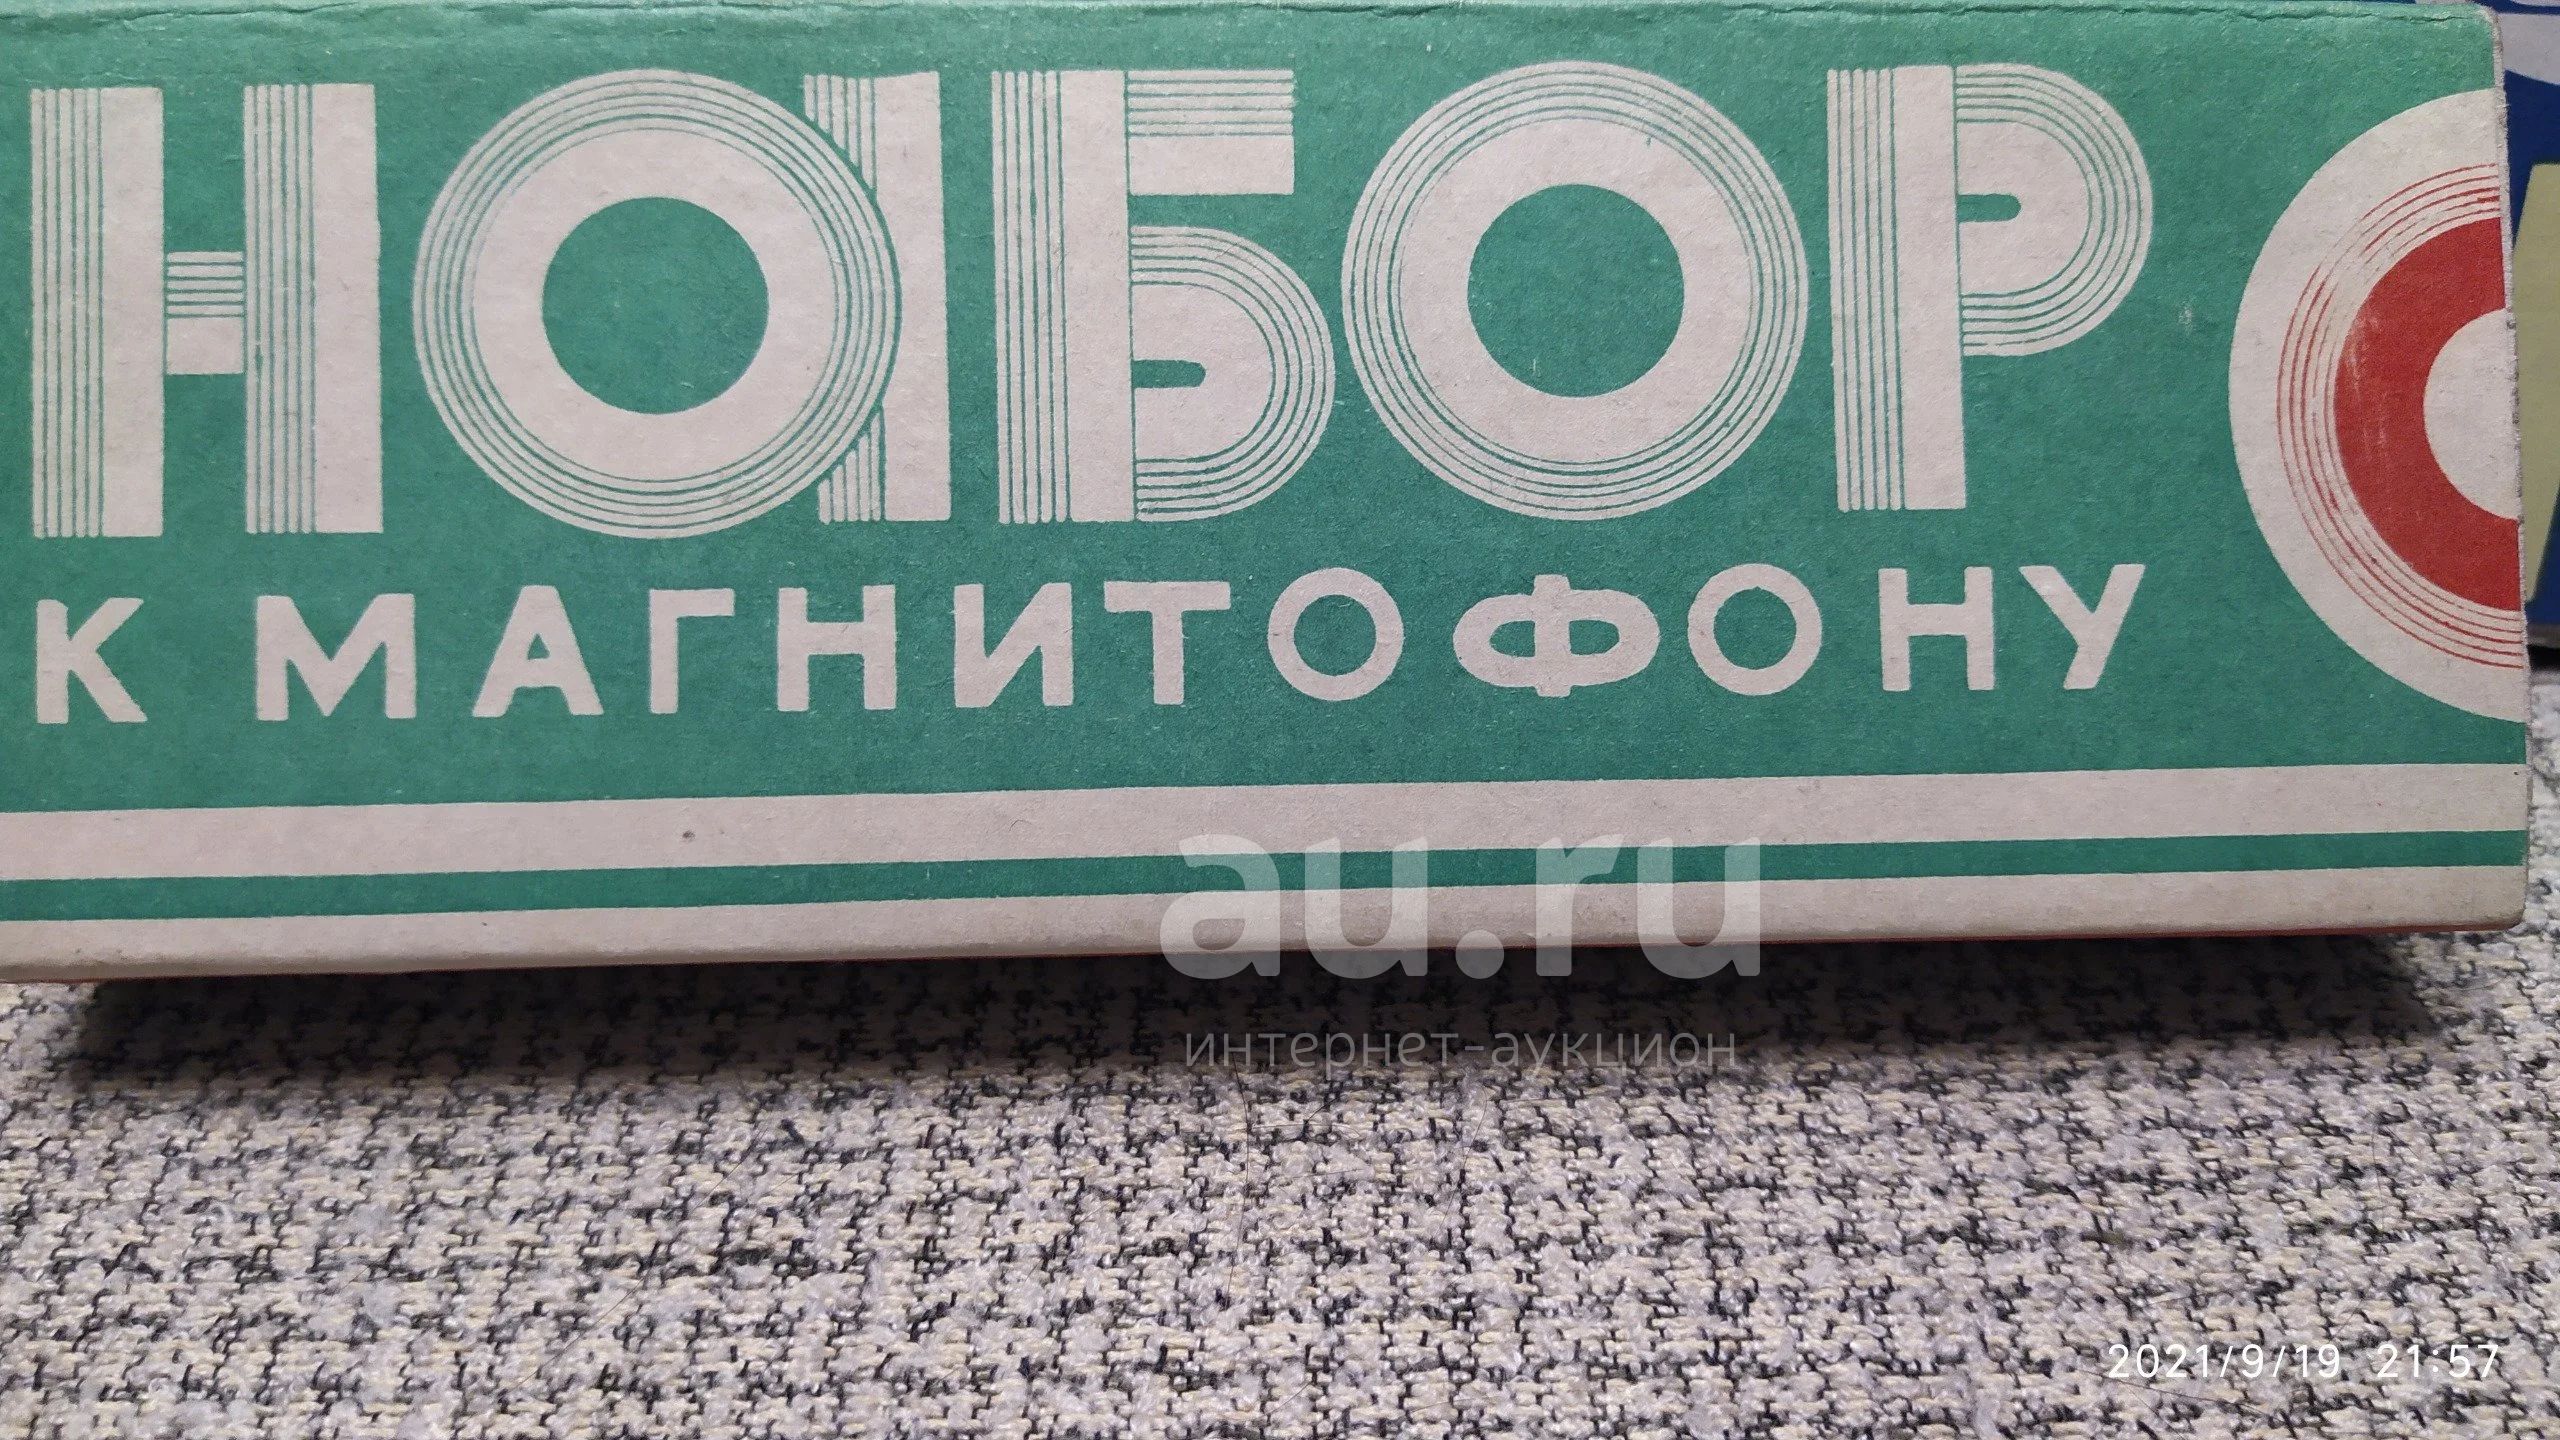 НАБОР
К МАГНИТОФОНУ
au.ru
интернет-аукцион
2021/9/19 21:57